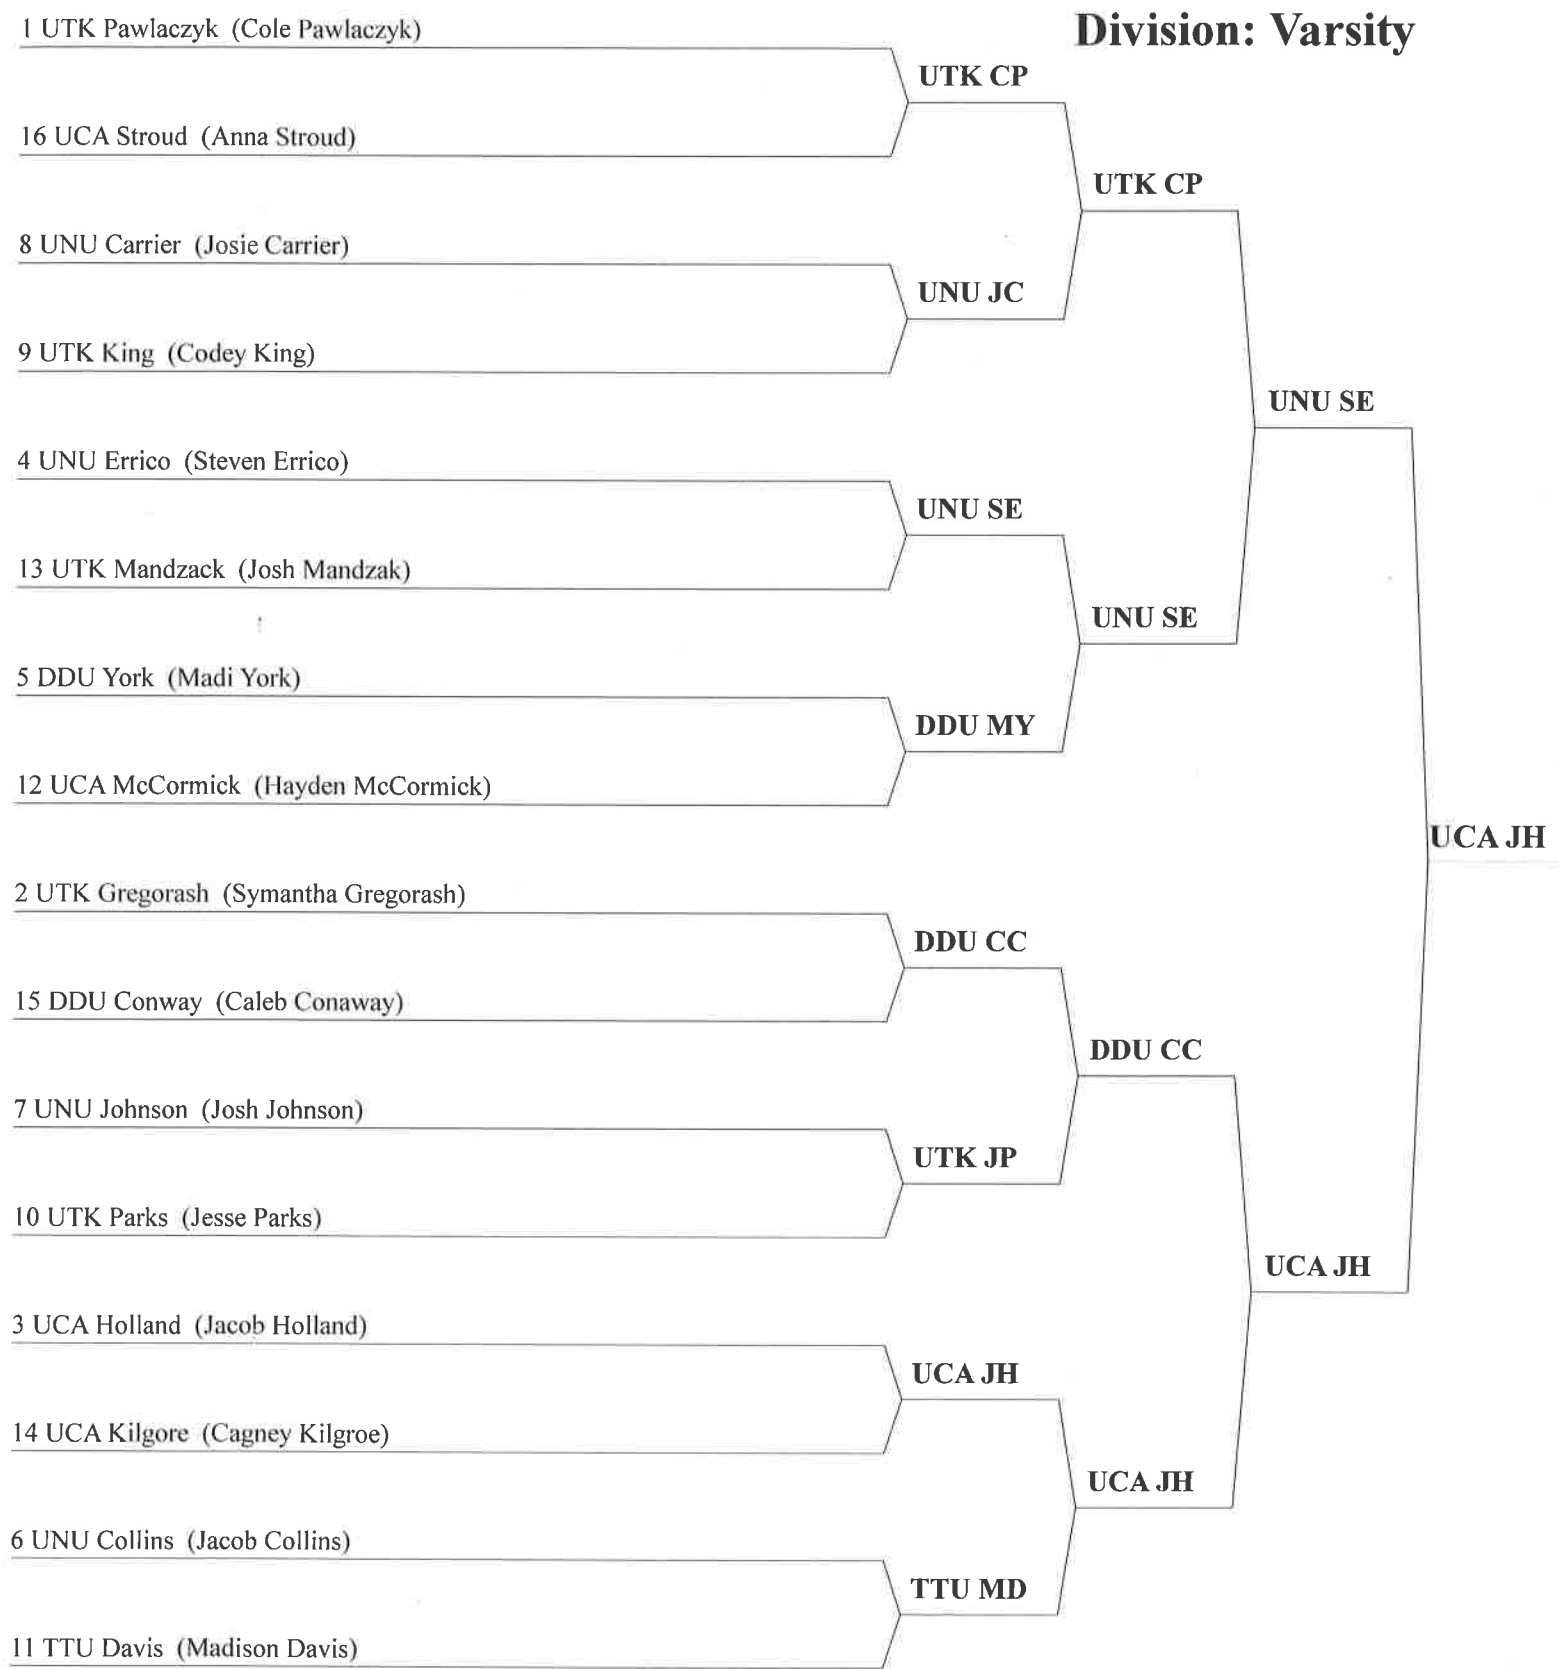 Division: Varsity
1 UTK Pawlaczyk (Cole Pawlaczyk)
UTK CP
16 UCA Stroud (Anna Stroud)
UTK CP
8 UNU Carrier (Josie Carrier)
UNU JC
9 UTK King (Codey King)
UNU SE
4 UNU Errico (Steven Errico)
UNU SE
13 UTK Mandzack (Josh Mandzak)
UNU SE
5 DDU York (Madi York)
DDU MY
12 UCA McCormick (Hayden McCormick)
UCA JH
2 UTK Gregorash (Symantha Gregorash)
DDU CC
15 DDU Conway (Caleb Conaway)
DDU CC
7 UNU Johnson (Josh Johnson)
UTK JP
10 UTK Parks (Jesse Parks)
UCA JH
3 UCA Holland (Jacob Holland)
UCA JH
14 UCA Kilgore (Cagney Kilgroe)
UCA JH
6 UNU Collins (Jacob Collins)
TTU MD
11 TTU Davis (Madison Davis)